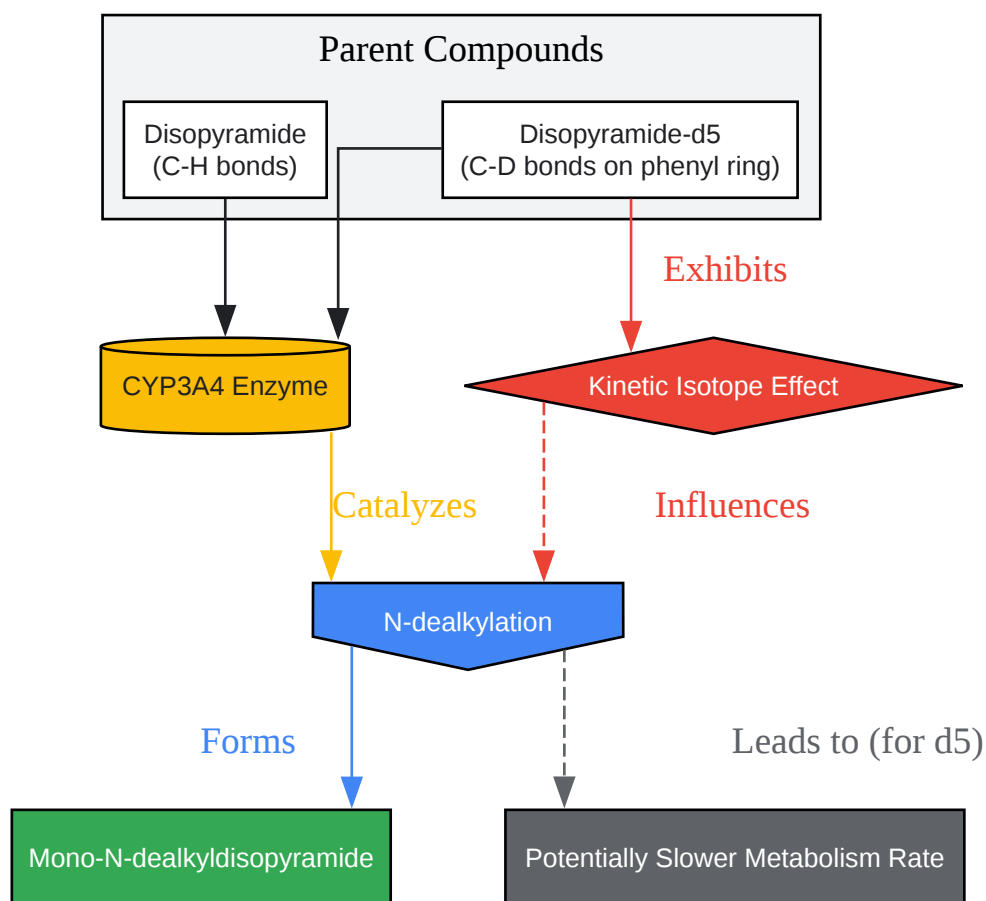 Parent Compounds
Disopyramide
(C-H bonds)
Disopyramide-d5
(C-D bonds on phenyl ring)
Exhibits
CYP3A4 Enzyme
Kinetic Isotope Effect
Catalyzes
Influences
N-dealkylation
Forms
Leads to (for d5)
Mono-N-dealkyldisopyramide
Potentially Slower Metabolism Rate